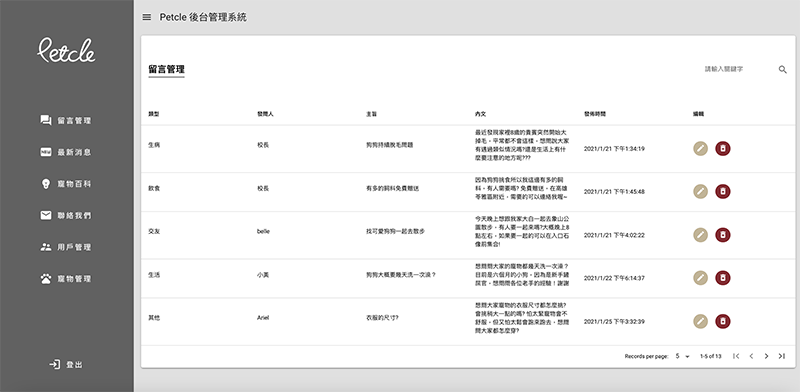 Petcle
Petcle 後台管理系統
留言管理
最新消息
寵物百科
聯絡我們
用戶管理
寵物管理
登出
留言管理
請輸入關鍵字
類型 發問人 主旨 內文 發佈時間 編輯
生病 校長 狗狗持續脫毛問題
最近發現家裡8歲的貴賓突然開始大
掉毛，平常都不會這樣，想問說大家
有遇過類似情況嗎?還是生活上有什
麼要注意的地方呢???
2021/1/21 下午1:34:19
飲食 校長 有多的飼料免費贈送
因為狗狗挑食所以我這邊有多的飼
料，有人需要嗎? 免費贈送，在高雄
苓雅區附近，需要的可以連絡我喔~
2021/1/21 下午1:45:48
交友 belle 找可愛狗狗一起去散步
今天晚上想跟我家大白一起去象山公
園散步，有人要一起來嗎?大概晚上8
點左右，如果要一起的可以在入口石
像前集合!
2021/1/21 下午4:02:22
生活 小美 狗狗大概要幾天洗一次澡？
想問問大家的寵物都幾天洗一次澡？
目前是六個月的小狗，因為是新手鏟
屎官，想問問各位老手的經驗！謝謝
2021/1/22 下午6:14:37
其他 Ariel 衣服的尺寸?
想問大家寵物的衣服尺寸都怎麼挑?
會挑稍大一點的嗎? 怕太緊寵物會不
舒服，但又怕太鬆會跑來跑去，想問
問大家都怎麼穿?
2021/1/25 下午3:32:39
Records per page: 5 1-5 of 13